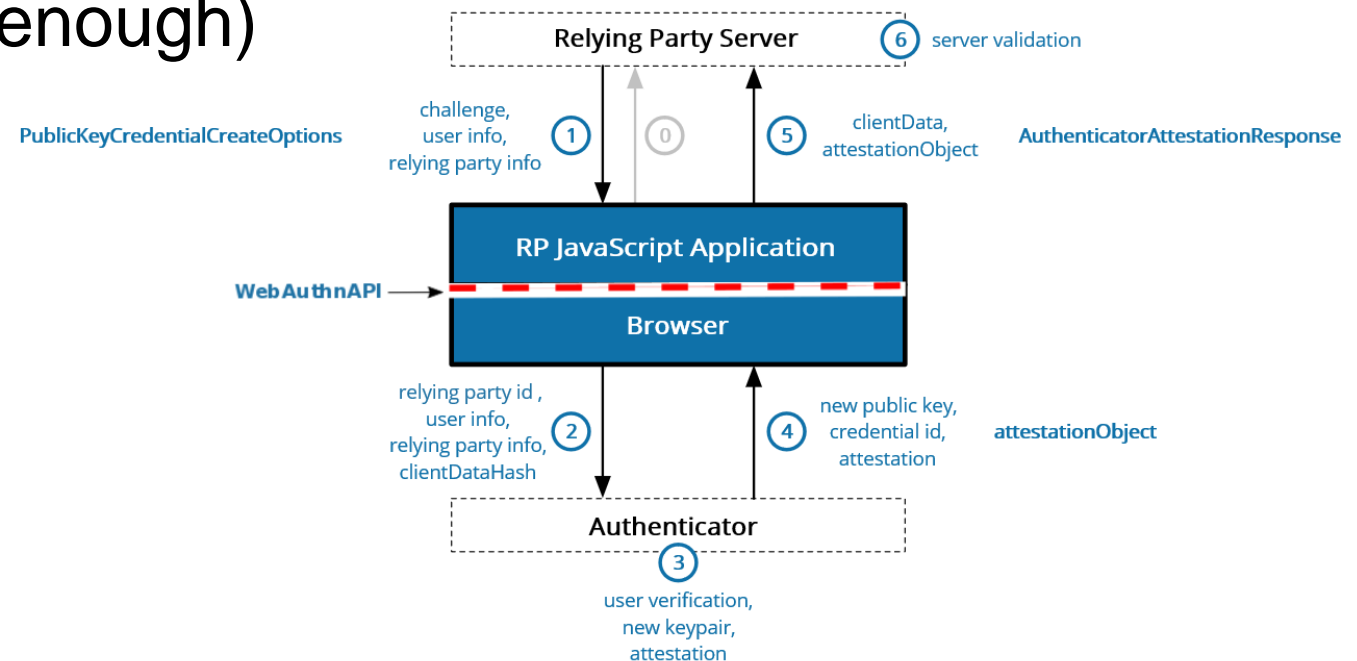 enough)
Relying Party Server
6
server validation
PublicKeyCredentialCreateOptions
challenge,
user info,
relying party info
1
0
5
clientData,
attestationObject
AuthenticatorAttestationResponse
RP JavaScript Application
WebAuthnAPI
Browser
relying party id ,
user info,
relying party info,
clientDataHash
2
4
new public key,
credential id,
attestation
attestationObject
Authenticator
3
user verification,
new keypair,
attestation